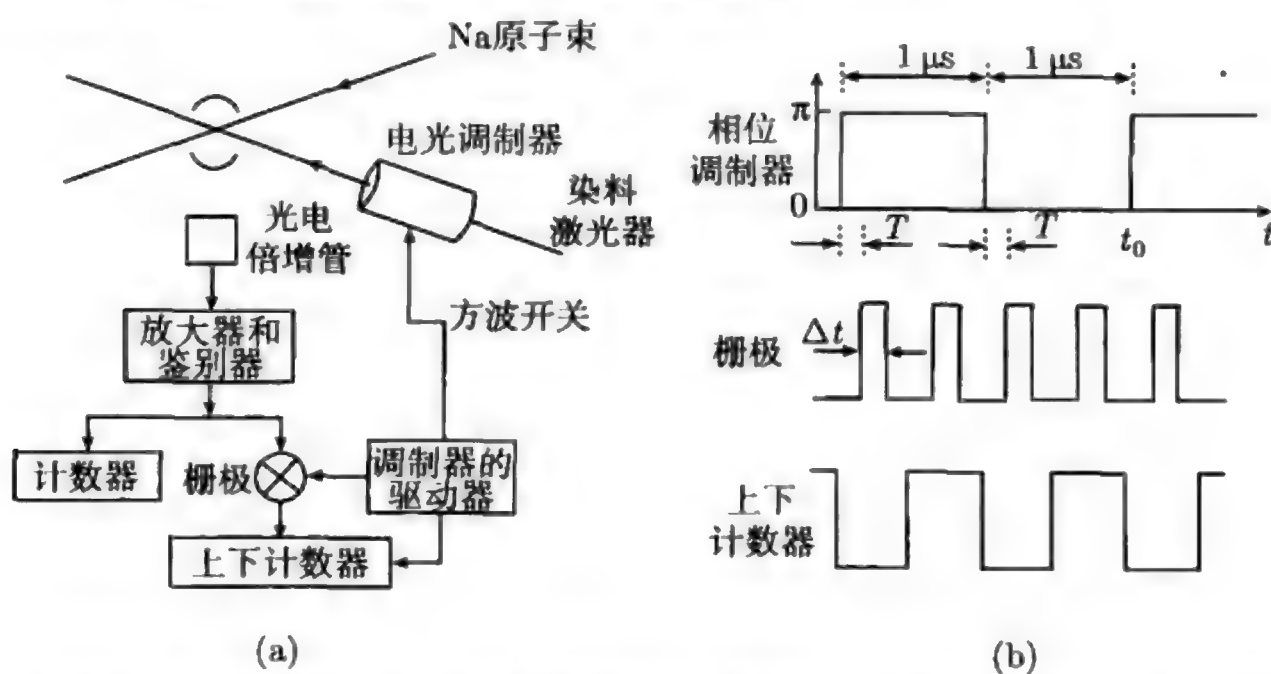 Na原子束
电光调制器
染料
激光器
光电
倍增管
方波开关
放大器和
鉴别器
计数器
栅极
调制器的
驱动器
上下计数器
(a)
1 μs
1 μs
π
相位
调制器
0
T
T
t₀
t
栅极
Δt
上下
计数器
(b)